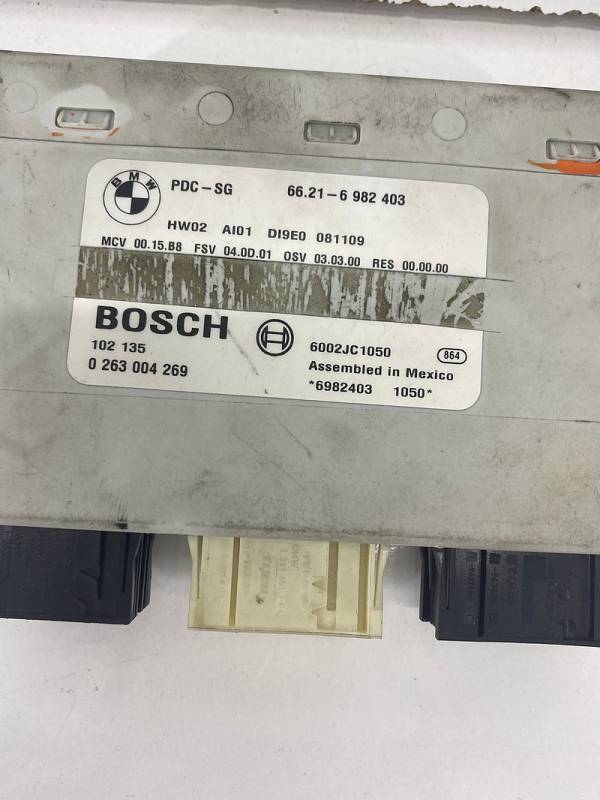 BMW
PDC-SG 66.21-6 982 403
HW02 AI01 DI9E0 081109
MCV 00.15.B8 FSV 04.0D.01 OSV 03.03.00 RES 00.00.00
BOSCH 6002JC1050 864
102 135 Assembled in Mexico
0 263 004 269 *6982403 1050*